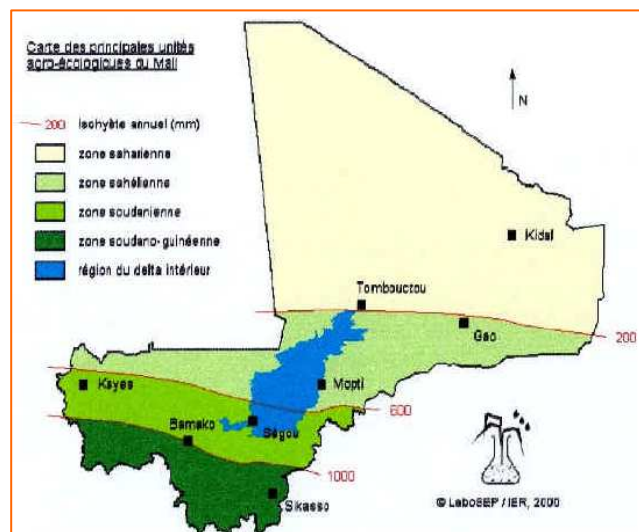 Carte des principales unités
agro-écologiques du Mali
N
200 isohyète annuel (mm)
zone saharienne
zone sahélienne
zone soudanienne
zone soudano-guinéenne
région du delta intérieur
Kidal
Tombouctou
Gao
200
Kayes
Mopti
600
Bamako
Ségou
1000
Sikasso
© LaboSEP / IER, 2000